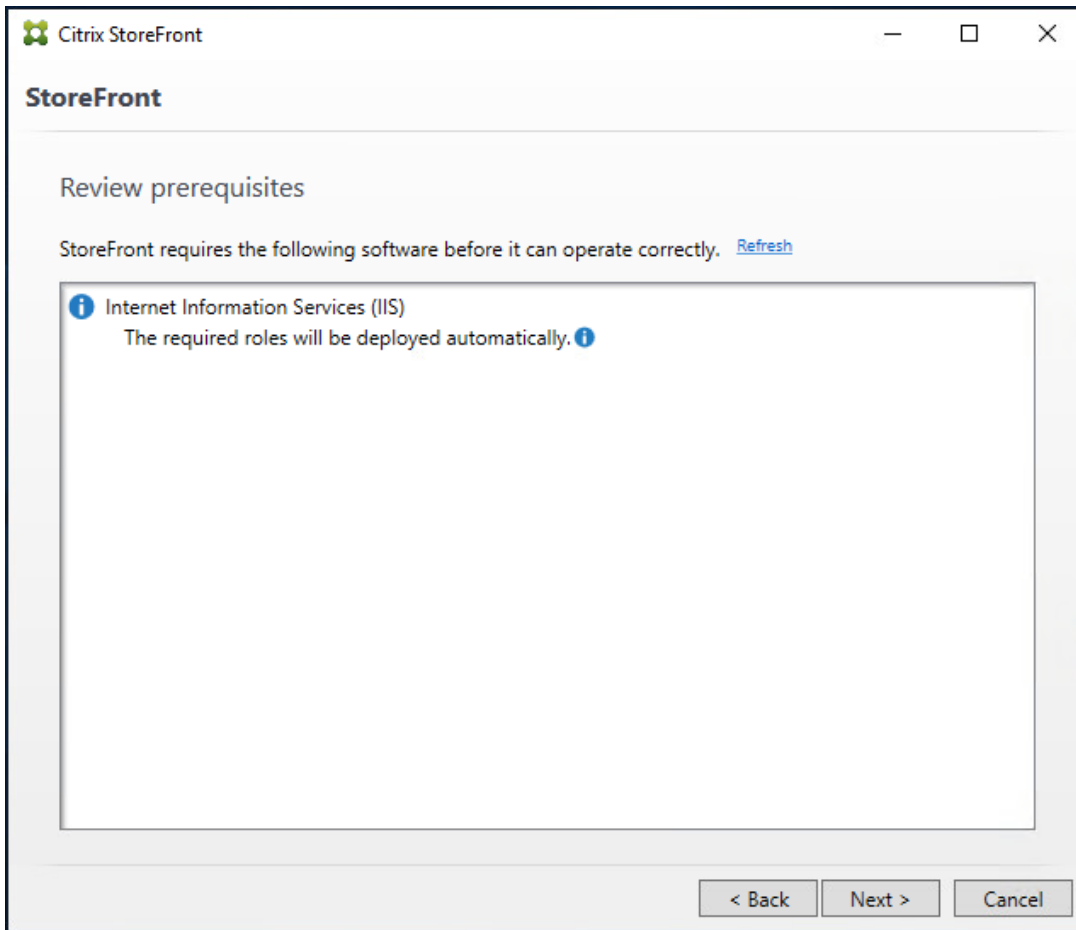 Citrix StoreFront
StoreFront
Review prerequisites
StoreFront requires the following software before it can operate correctly. Refresh
Internet Information Services (IIS)
The required roles will be deployed automatically.
< Back Next > Cancel